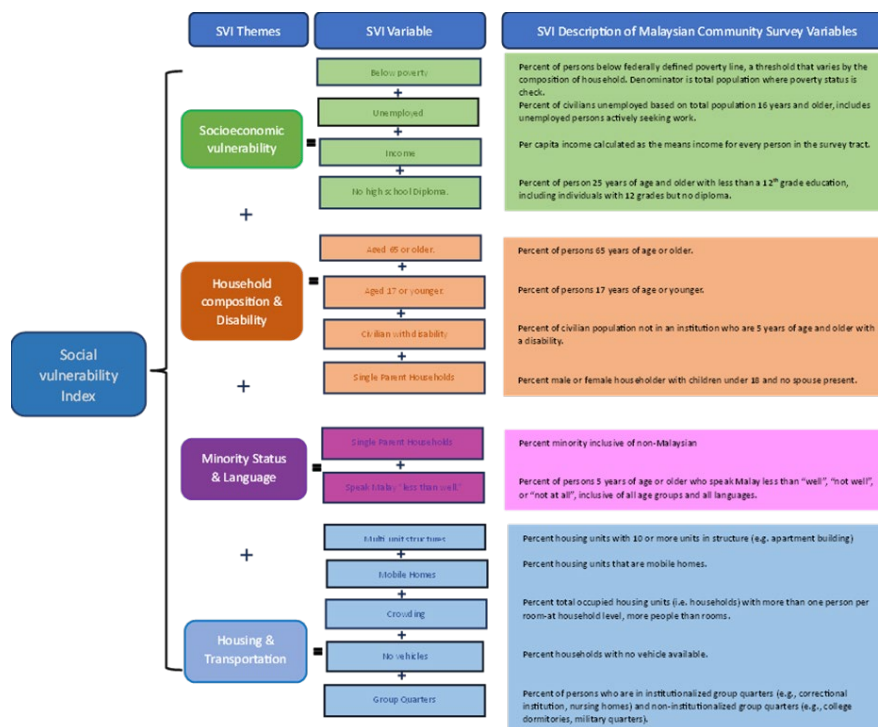 SVI Themes
SVI Variable
SVI Description of Malaysian Community Survey Variables
Social
vulnerability
Index
Socioeconomic
vulnerability
=
Below poverty
+
Unemployed
+
Income
+
No high school Diploma.
Percent of persons below federally defined poverty line, a threshold that varies by the
composition of household. Denominator is total population where poverty status is
check.
Percent of civilians unemployed based on total population 16 years and older, includes
unemployed persons actively seeking work.
Per capita income calculated as the means income for every person in the survey tract.
Percent of person 25 years of age and older with less than a 12th grade education,
including individuals with 12 grades but no diploma.
+
Household
composition &
Disability
=
Aged 65 or older.
+
Aged 17 or younger.
+
Civilian with disability
+
Single Parent Households
Percent of persons 65 years of age or older.
Percent of persons 17 years of age or younger.
Percent of civilian population not in an institution who are 5 years of age and older with
a disability.
Percent male or female householder with children under 18 and no spouse present.
+
Minority Status
& Language
=
Single Parent Households
+
Speak Malay "less than well."
Percent minority inclusive of non-Malaysian
Percent of persons 5 years of age or older who speak Malay less than "well", "not well",
or "not at all", inclusive of all age groups and all languages.
+
Housing &
Transportation
=
Multi unit structures
+
Mobile Homes
+
Crowding
+
No vehicles
+
Group Quarters
Percent housing units with 10 or more units in structure (e.g. apartment building)
Percent housing units that are mobile homes.
Percent total occupied housing units (i.e. households) with more than one person per
room-at household level, more people than rooms.
Percent households with no vehicle available.
Percent of persons who are in institutionalized group quarters (e.g., correctional
institution, nursing homes) and non-institutionalized group quarters (e.g., college
dormitories, military quarters).